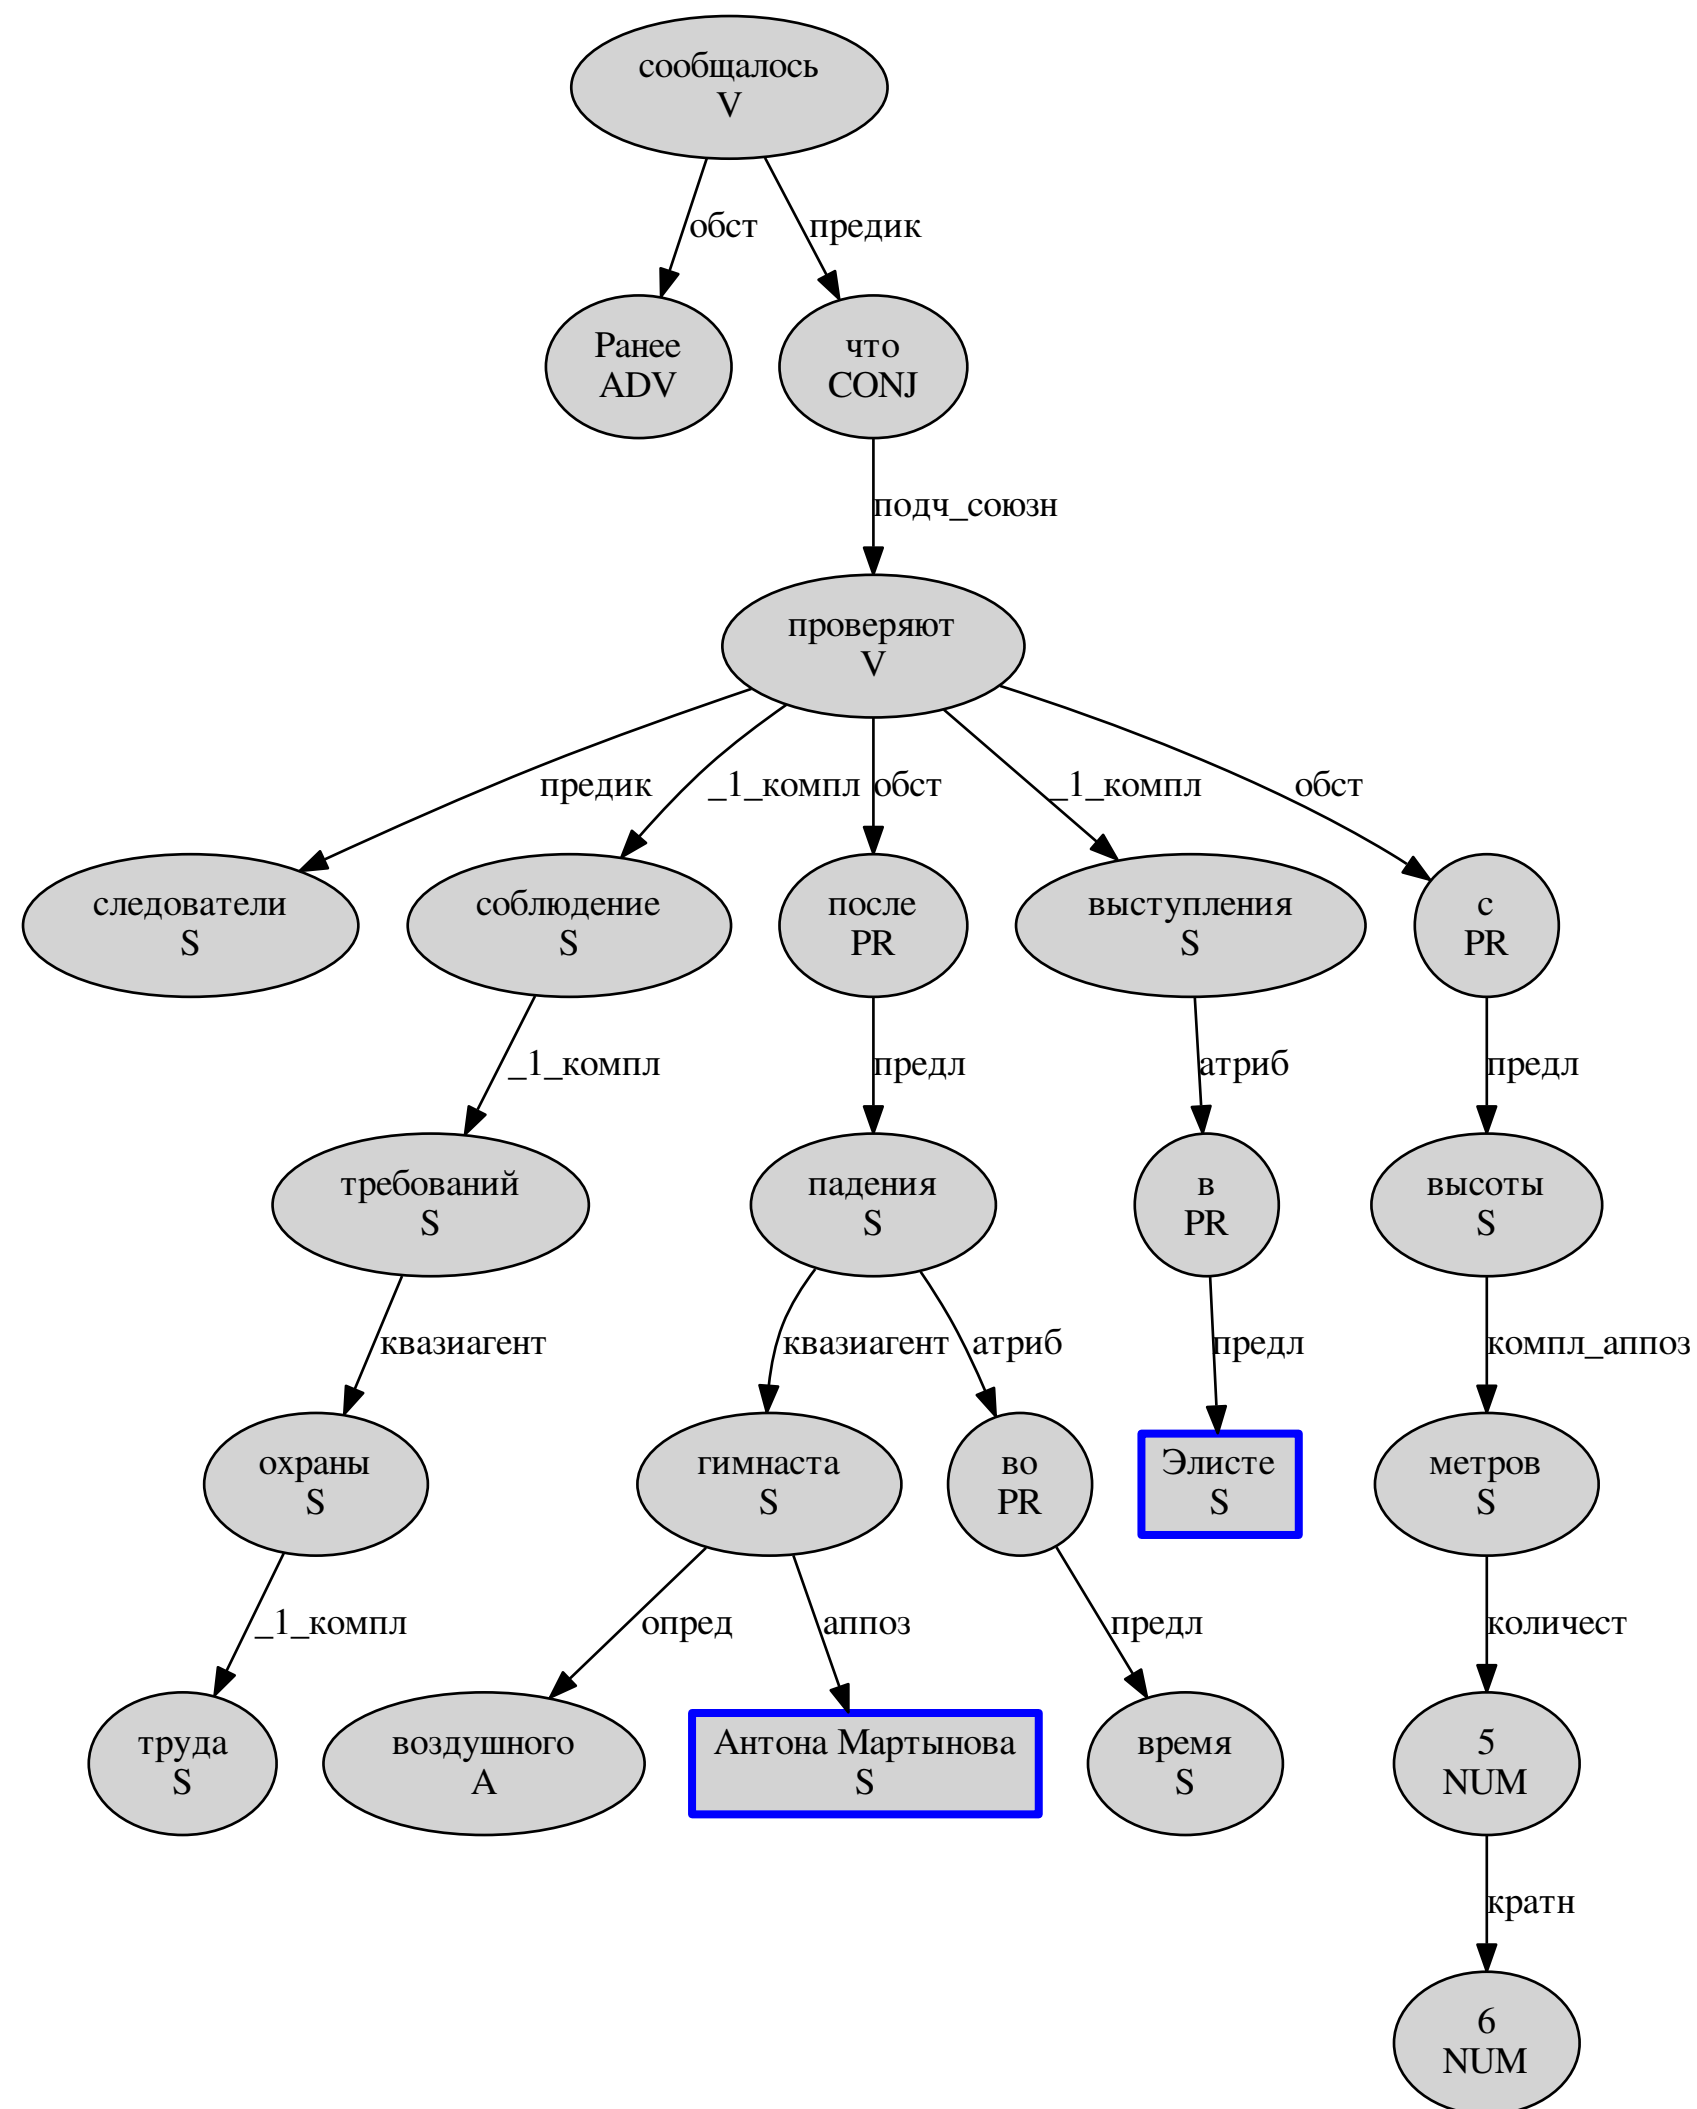 сообщалось
V
обст
предик
Ранее
ADV
что
CONJ
подч_союзн
проверяют
V
предик
_1_компл
обст
_1_компл
обст
следователи
S
соблюдение
S
после
PR
выступления
S
с
PR
_1_компл
предл
атриб
предл
требований
S
падения
S
в
PR
высоты
S
квазиагент
квазиагент
атриб
предл
компл_аппоз
охраны
S
гимнаста
S
во
PR
Элисте
S
метров
S
_1_компл
опред
аппоз
предл
количест
труда
S
воздушного
A
Антона Мартынова
S
время
S
5
NUM
кратн
6
NUM